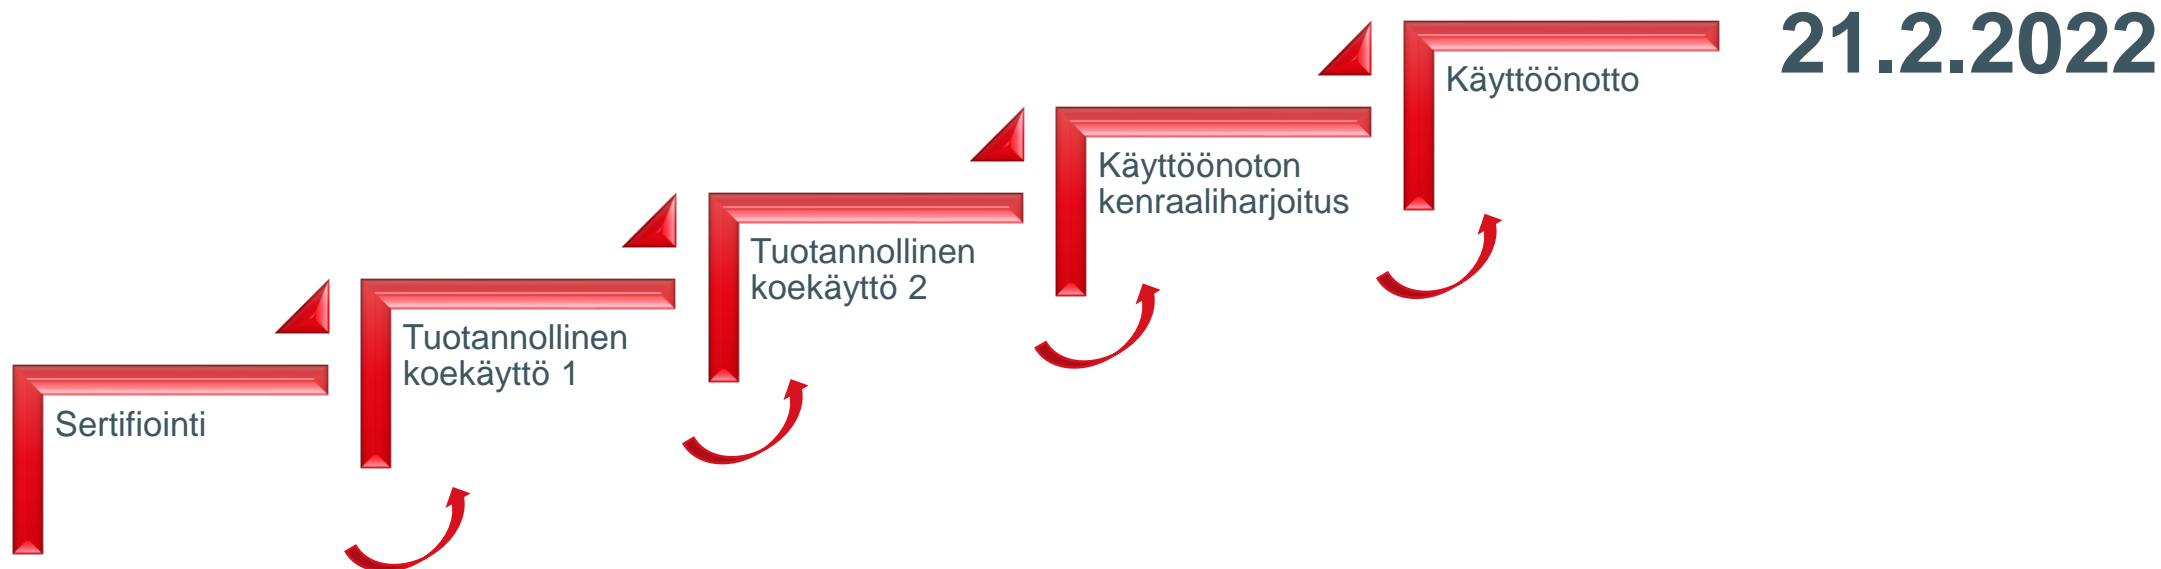 Sertifiointi
Tuotannollinen
koekäyttö 1
Tuotannollinen
koekäyttö 2
Käyttöönoton
kenraaliharjoitus
Käyttöönotto
21.2.2022